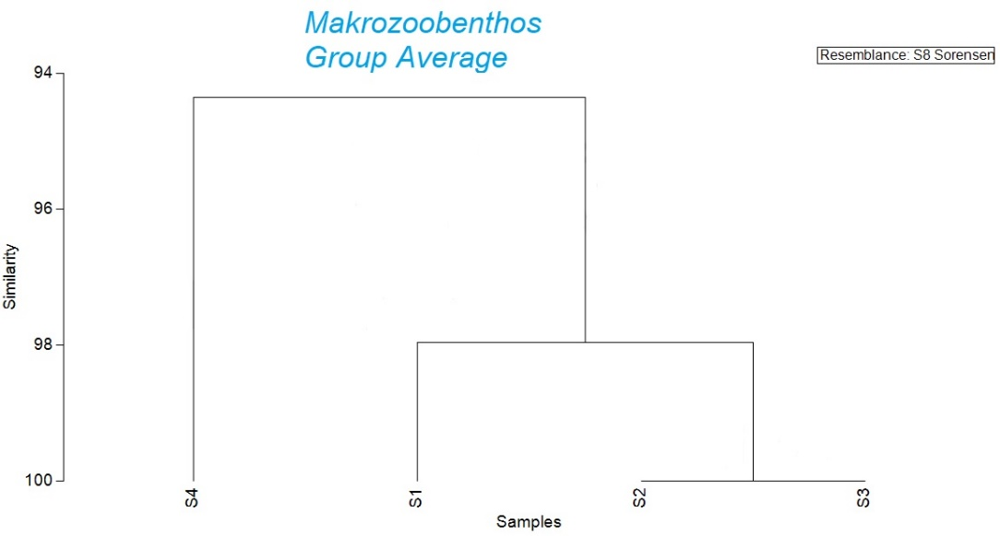 Makrozoobenthos
Group Average
Resemblance: S8 Sorensen
94
96
98
100
Similarity
S4
S1
S2
S3
Samples